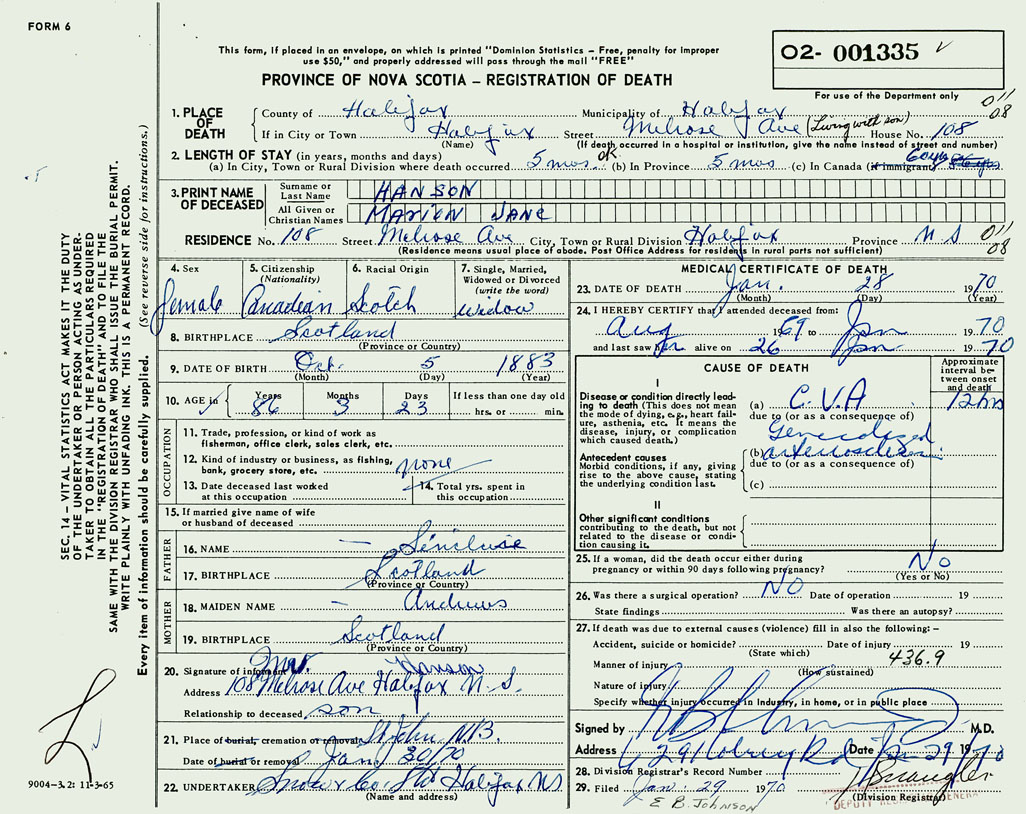 FORM 6
This form, if placed in an envelope, on which is printed "Dominion Statistics – Free, penalty for improper
use $50," and properly addressed will pass through the mail "FREE"
PROVINCE OF NOVA SCOTIA – REGISTRATION OF DEATH
02- 001335
For use of the Department only
011
08
1. PLACE OF DEATH
County of Halifax Municipality of Halifax
If in City or Town Halifax Street Melrose Ave (Living with son) House No. 108
(Name) (If death occurred in a hospital or institution, give the name instead of street and number)
2. LENGTH OF STAY (in years, months and days)
(a) In City, Town or Rural Division where death occurred 5 mos OK (b) In Province 5 mos (c) In Canada (if immigrant)
3. PRINT NAME OF DECEASED
Surname or Last Name HANSON
All Given or Christian Names MARION JANE
RESIDENCE No. 108 Street Melrose Ave City, Town or Rural Division Halifax Province N S
011
08
(Residence means place of abode. Post Office Address for residents in rural parts not sufficient)
4. Sex female
5. Citizenship (Nationality) Canadean
6. Racial Origin Scotch
7. Single, Married, Widowed or Divorced (write the word) widow
8. BIRTHPLACE Scotland
(Province or Country)
9. DATE OF BIRTH Oct. 5 1883
(Month) (Day) (Year)
10. AGE in Years 86 Months 3 Days 23 If less than one day old
hrs. or min.
OCCUPATION
11. Trade, profession, or kind of work as
fisherman, office clerk, sales clerk, etc.
12. Kind of industry or business, as fishing,
bank, grocery store, etc. none
13. Date deceased last worked
at this occupation
14. Total yrs. spent in
this occupation
15. If married give name of wife
or husband of deceased
FATHER
16. NAME –
17. BIRTHPLACE Scotland
(Province or Country)
MOTHER
18. MAIDEN NAME – Andrews
19. BIRTHPLACE Scotland
(Province or Country)
20. Signature of informant Hanson
Address 108 Melrose Ave Halifax N.S.
Relationship to deceased son
21. Place of burial, cremation or removal St John N.B.
Date of burial or removal Jan 30/70
22. UNDERTAKER Snow & Co Ltd Halifax NS
(Name and address)
MEDICAL CERTIFICATE OF DEATH
23. DATE OF DEATH Jan. 28 1970
(Month) (Day) (Year)
24. I HEREBY CERTIFY that I attended deceased from:
Aug 1969 to Jan 1970
and last saw her alive on 26 Jan 1970
CAUSE OF DEATH
Approximate interval between onset and death
I
Disease or condition directly leading to death (This does not
mean the mode of dying, e.g., heart failure, asthenia, etc. It means the
disease, injury, or complication
which caused death.)
(a) C.V.A 12 hrs
due to (or as a consequence of)
Generalized
Antecedent causes
Morbid conditions, if any, giving
rise to the above cause, stating
the underlying condition last.
(b) arteriosclerosis
due to (or as a consequence of)
(c)
II
Other significant conditions
contributing to the death, but not
related to the disease or condition causing it.
25. If a woman, did the death occur either during
pregnancy or within 90 days following pregnancy? No
(Yes or No)
26. Was there a surgical operation? NO Date of operation 19
State findings Was there an autopsy?
27. If death was due to external causes (violence) fill in also the following: –
Accident, suicide or homicide? Date of injury 19
(State which) 436.9
Manner of injury
(How sustained)
Nature of injury
Specify whether injury occurred in Industry, in home, or in public place
Signed by M.D.
Address Date Jan 29 1970
28. Division Registrar's Record Number
29. Filed Jan. 29 1970
(Division Registrar)
E B. JOHNSON
SEC. 14 – VITAL STATISTICS ACT MAKES IT THE DUTY
OF THE UNDERTAKER OR PERSON ACTING AS UNDER-
TAKER TO OBTAIN ALL THE PARTICULARS REQUIRED
IN THE "REGISTRATION OF DEATH" AND TO FILE THE
SAME WITH THE DIVISION REGISTRAR WHO SHALL ISSUE THE BURIAL PERMIT.
WRITE PLAINLY WITH UNFADING INK. THIS IS A PERMANENT RECORD.
Every item of information should be carefully supplied. (See reverse side for instructions.)
9004-3.2: 11-3-65